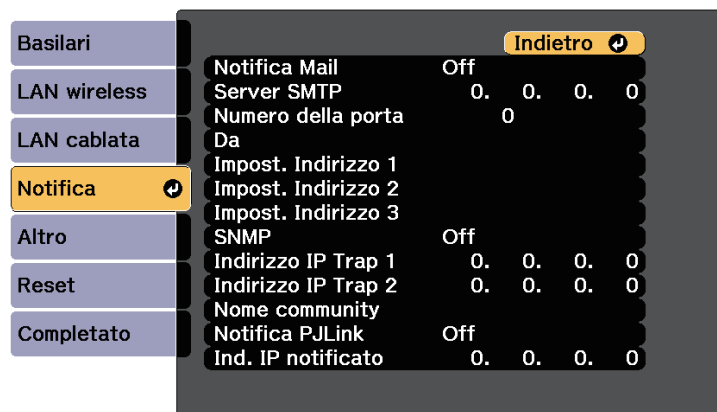 Basilari
LAN wireless
LAN cablata
Notifica
Altro
Reset
Completato
Indietro
Notifica Mail Off
Server SMTP 0. 0. 0. 0
Numero della porta 0
Da
Impost. Indirizzo 1
Impost. Indirizzo 2
Impost. Indirizzo 3
SNMP Off
Indirizzo IP Trap 1 0. 0. 0. 0
Indirizzo IP Trap 2 0. 0. 0. 0
Nome community
Notifica PJLink Off
Ind. IP notificato 0. 0. 0. 0